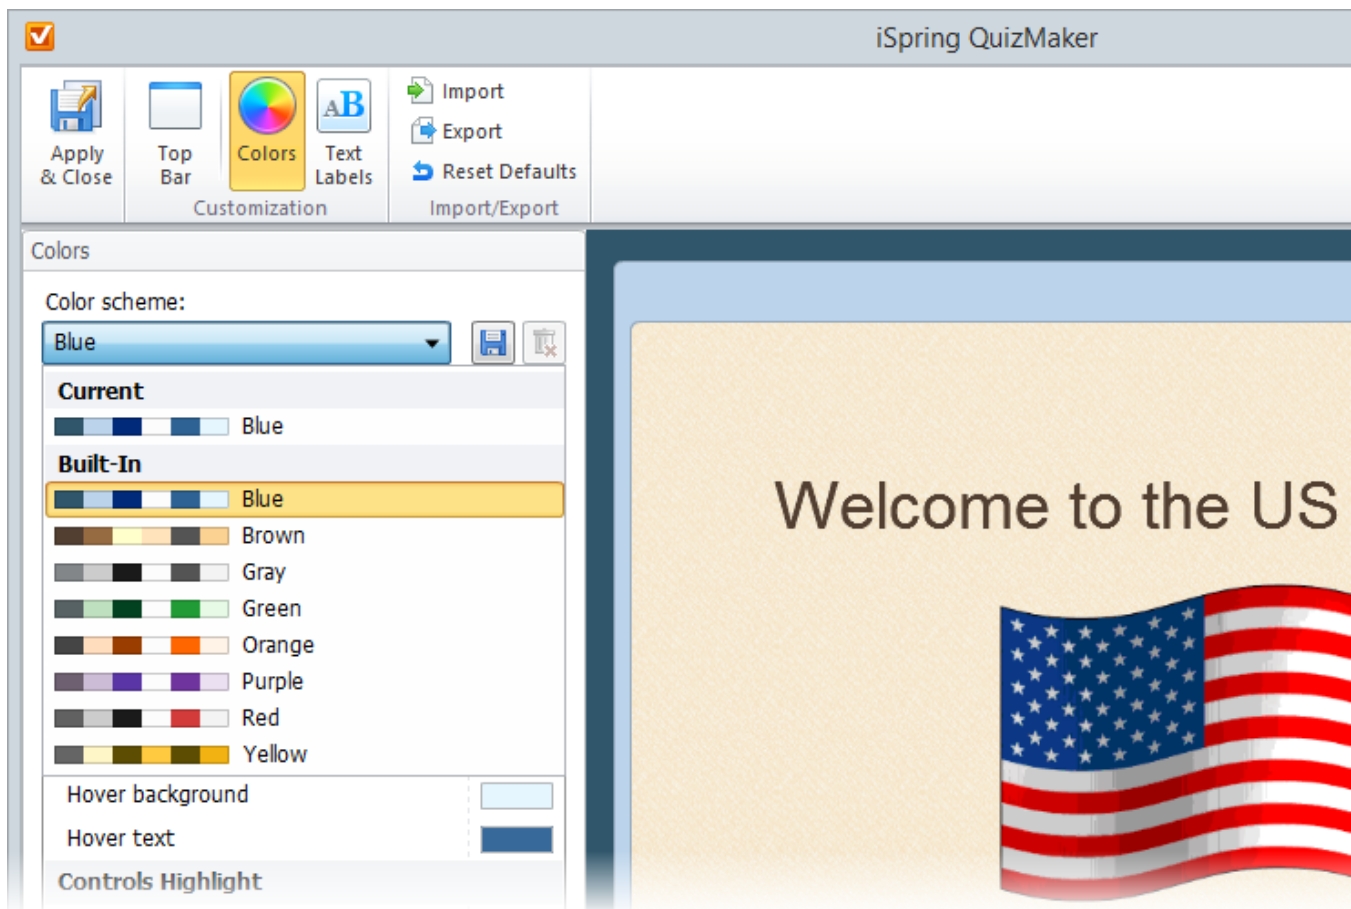 iSpring QuizMaker
Apply
& Close
Top
Bar
Colors
AB
Text
Labels
Customization
Import
Export
Reset Defaults
Import/Export
Colors
Color scheme:
Blue
Current
Blue
Built-In
Blue
Brown
Gray
Green
Orange
Purple
Red
Yellow
Hover background
Hover text
Controls Highlight
Welcome to the US